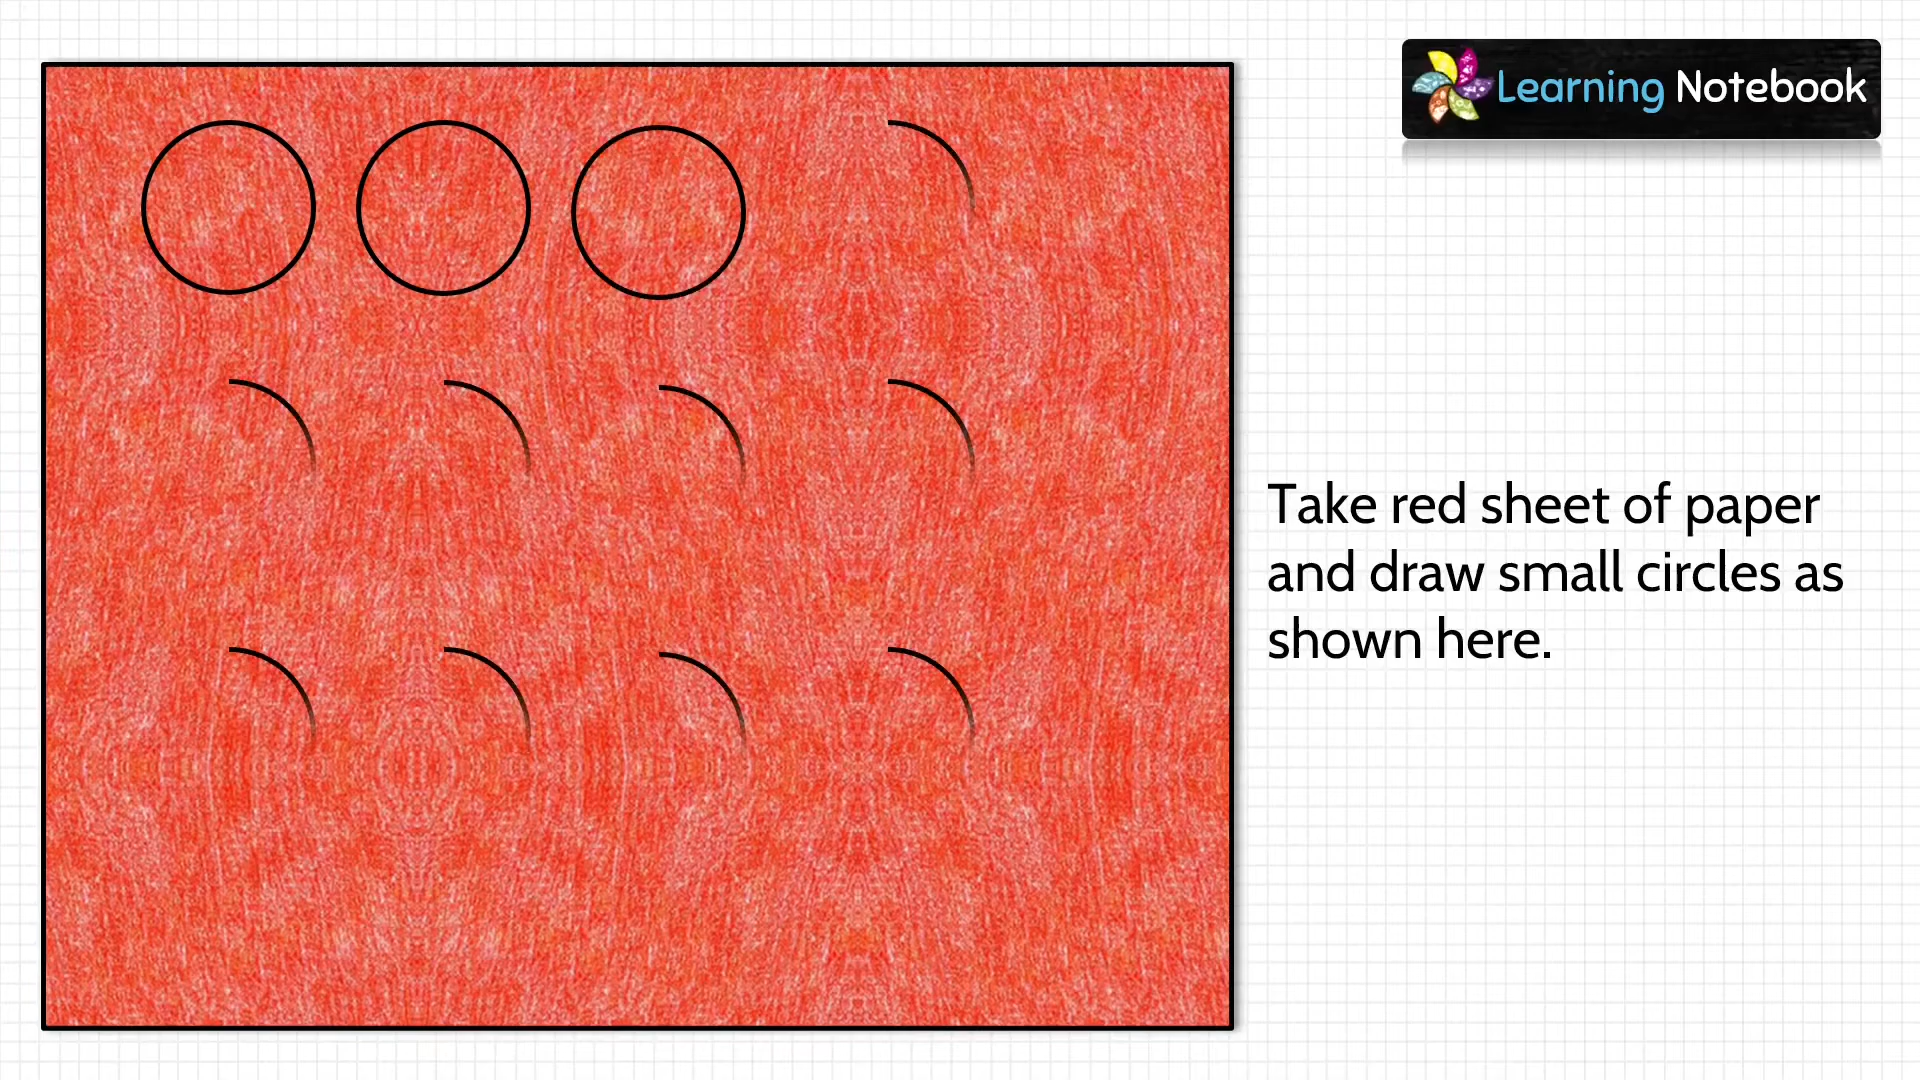 Learning Notebook
Take red sheet of paper
and draw small circles as
shown here.